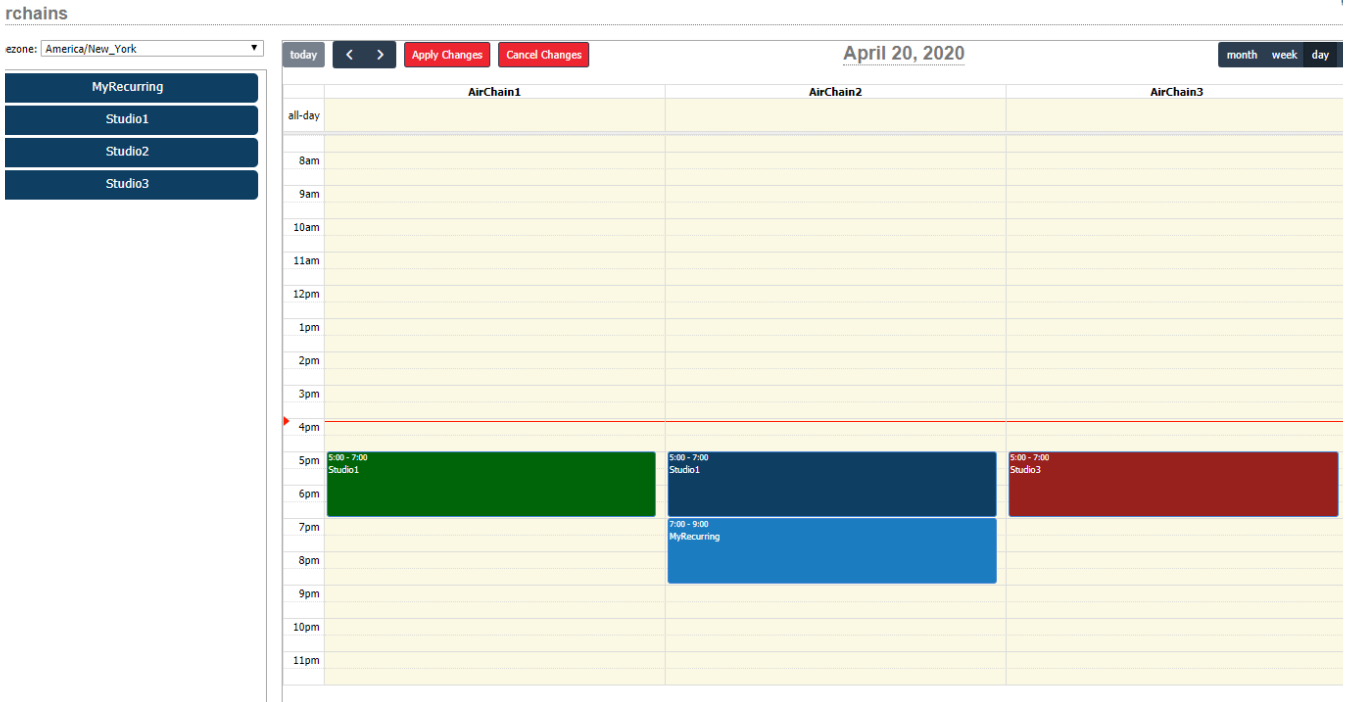 rchains
ezone: America/New_York
MyRecurring
Studio1
Studio2
Studio3
today < > Apply Changes Cancel Changes April 20, 2020 month week day
AirChain1 AirChain2 AirChain3
all-day
8am
9am
10am
11am
12pm
1pm
2pm
3pm
4pm
5pm
6pm
7pm
8pm
9pm
10pm
11pm
5:00 - 7:00
Studio1
5:00 - 7:00
Studio1
7:00 - 9:00
MyRecurring
5:00 - 7:00
Studio3